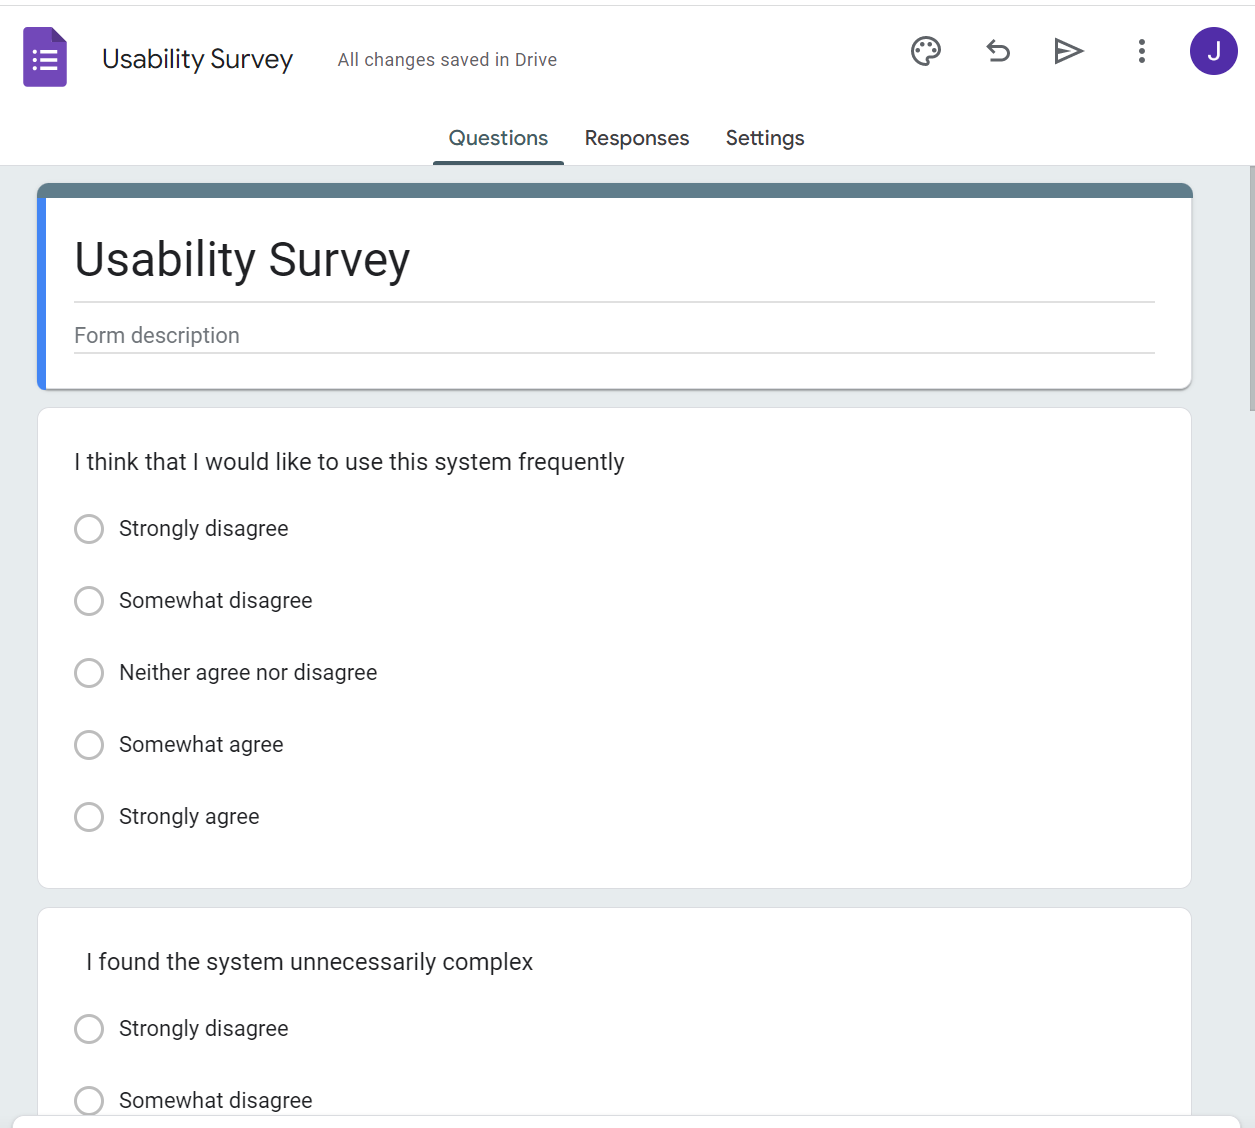 Usability Survey
All changes saved in Drive
J
Questions
Responses
Settings
Usability Survey
Form description
I think that I would like to use this system frequently
Strongly disagree
Somewhat disagree
Neither agree nor disagree
Somewhat agree
Strongly agree
I found the system unnecessarily complex
Strongly disagree
Somewhat disagree